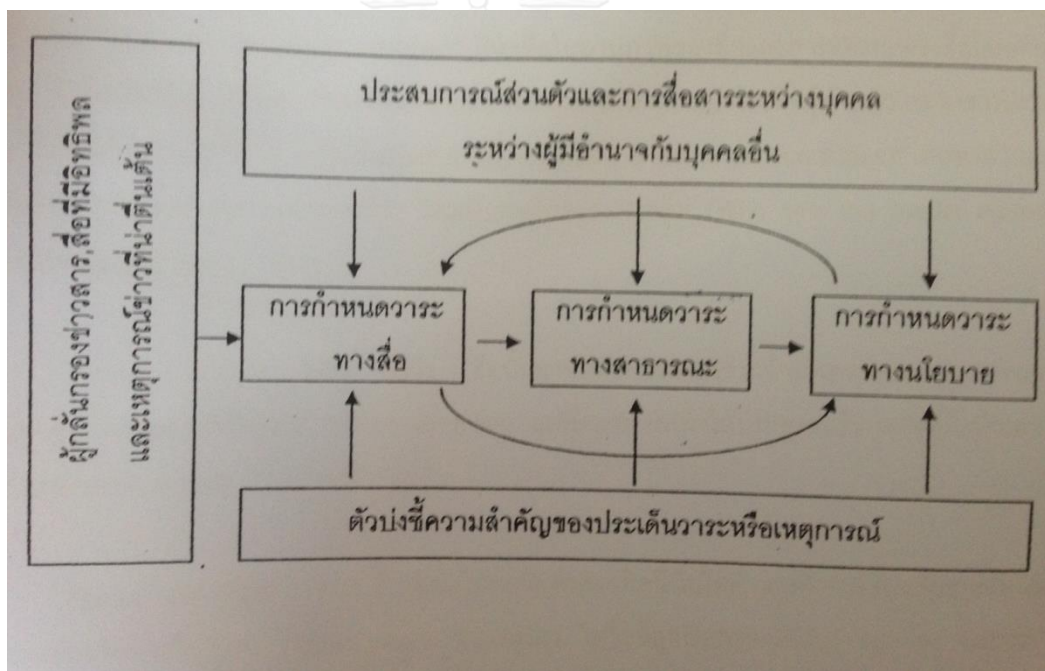 ผู้กลั่นกรองข่าวสาร,สื่อที่มีอิทธิพล
และเหตุการณ์ข่าวที่น่าตื่นเต้น
ประสบการณ์ส่วนตัวและการสื่อสารระหว่างบุคคล
ระหว่างผู้มีอำนาจกับบุคคลอื่น
การกำหนดวาระ
ทางสื่อ
การกำหนดวาระ
ทางสาธารณะ
การกำหนดวาระ
ทางนโยบาย
ตัวบ่งชี้ความสำคัญของประเด็นวาระหรือเหตุการณ์